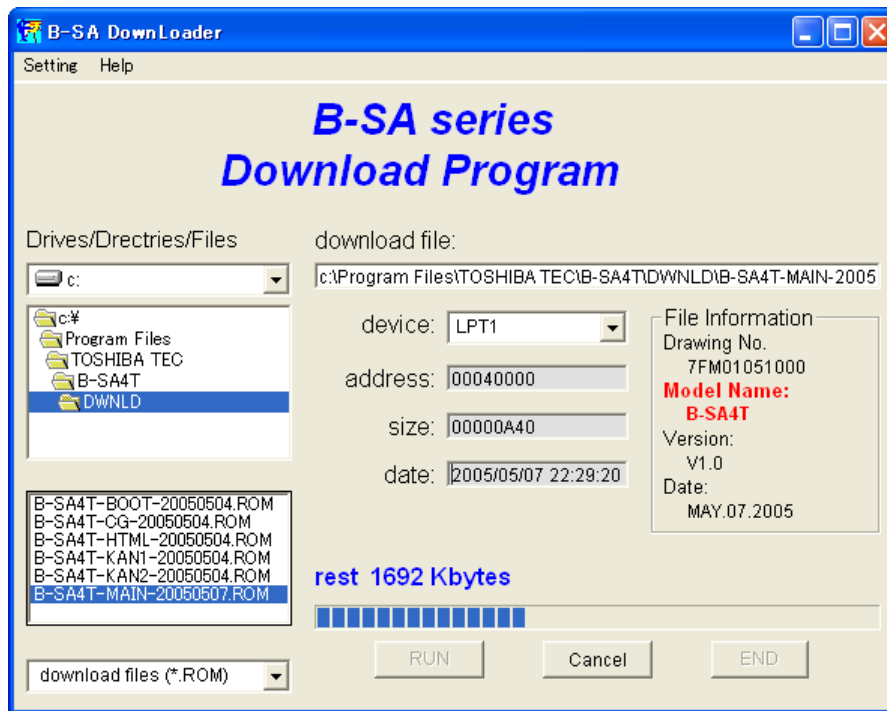 B-SA DownLoader
Setting Help
B-SA series
Download Program
Drives/Drectries/Files
c:
c:¥
Program Files
TOSHIBA TEC
B-SA4T
DWNLD
B-SA4T-BOOT-20050504.ROM
B-SA4T-CG-20050504.ROM
B-SA4T-HTML-20050504.ROM
B-SA4T-KAN1-20050504.ROM
B-SA4T-KAN2-20050504.ROM
B-SA4T-MAIN-20050507.ROM
download files (*.ROM)
download file:
c:\Program Files\TOSHIBA TEC\B-SA4T\DWNLD\B-SA4T-MAIN-2005
device: LPT1
address: 00040000
size: 00000A40
date: 2005/05/07 22:29:20
File Information
Drawing No.
7FM01051000
Model Name:
B-SA4T
Version:
V1.0
Date:
MAY.07.2005
rest 1692 Kbytes
RUN Cancel END